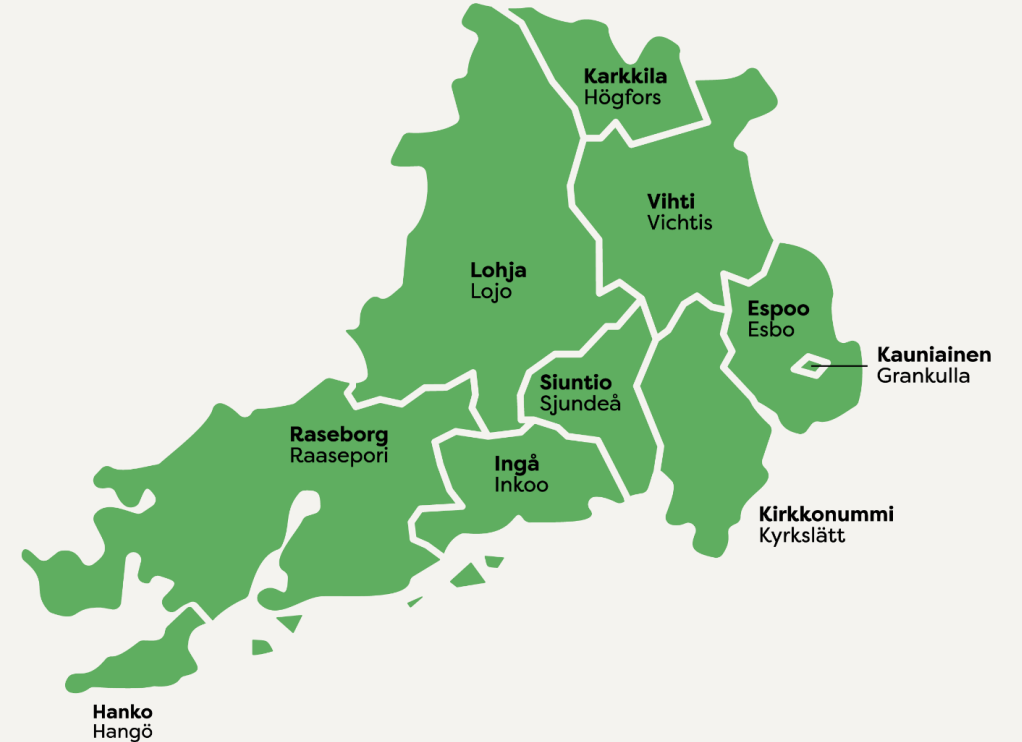 Karkkila
Högfors
Vihti
Vichtis
Lohja
Lojo
Espoo
Esbo
Kauniainen
Grankulla
Siuntio
Sjundeå
Raseborg
Raasepori
Ingå
Inkoo
Kirkkonummi
Kyrkslätt
Hanko
Hangö